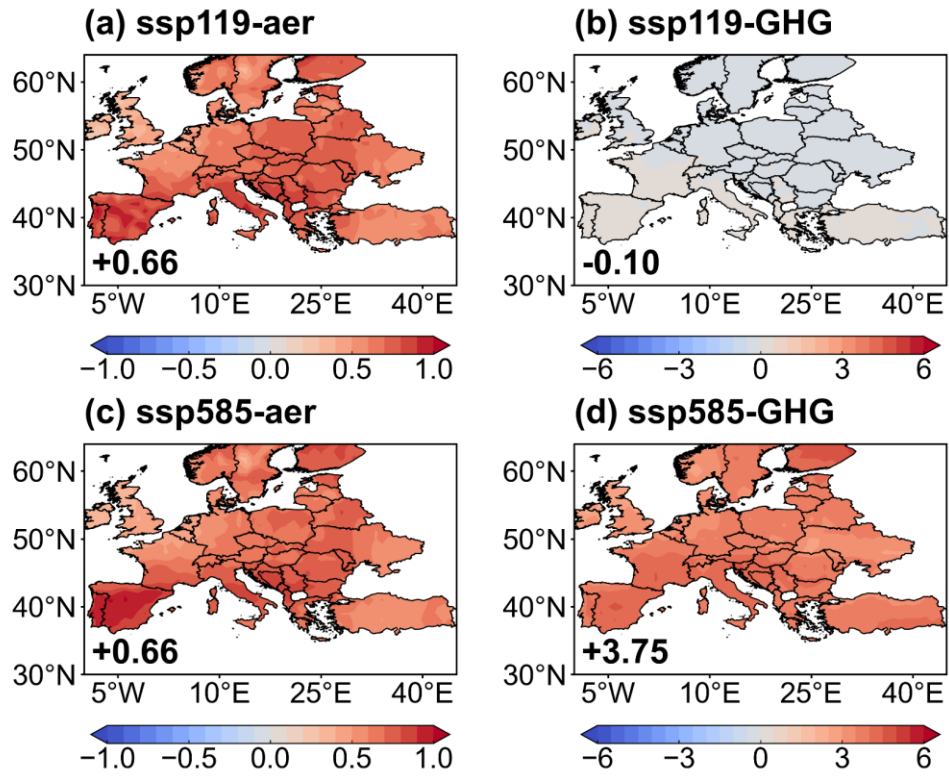 (a) ssp119-aer
(b) ssp119-GHG
60°N
50°N
40°N
30°N
+0.66
5°W 10°E 25°E 40°E
60°N
50°N
40°N
30°N
-0.10
5°W 10°E 25°E 40°E
−1.0 −0.5 0.0 0.5 1.0
−6 −3 0 3 6
(c) ssp585-aer
(d) ssp585-GHG
60°N
50°N
40°N
30°N
+0.66
5°W 10°E 25°E 40°E
60°N
50°N
40°N
30°N
+3.75
5°W 10°E 25°E 40°E
−1.0 −0.5 0.0 0.5 1.0
−6 −3 0 3 6